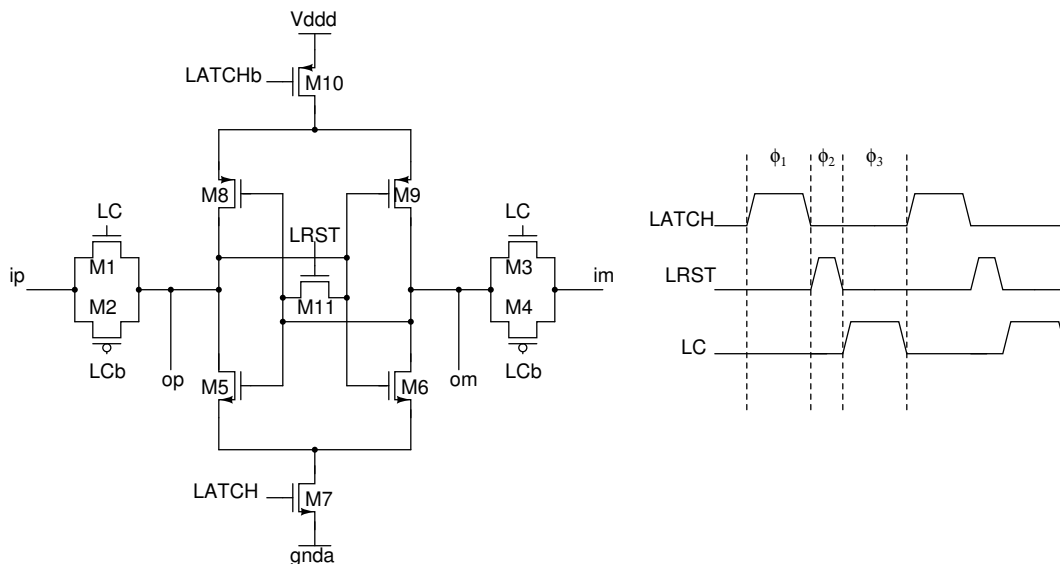 Vddd
LATCHb
M10
M8
M9
LC
LRST
LC
ip
M1
M11
M3
im
M2
M4
LCb
op
M5
M6
om
LCb
LATCH
M7
gnda
ϕ1
ϕ2
ϕ3
LATCH
LRST
LC